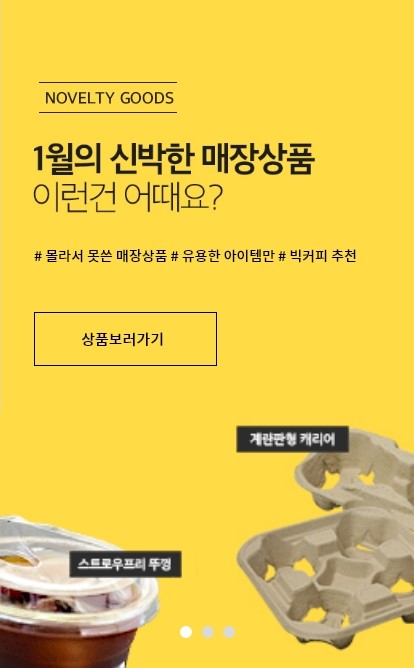 NOVELTY GOODS
1월의 신박한 매장상품
이런건 어때요?
# 몰라서 못쓴 매장상품 # 유용한 아이템만 # 빅커피 추천
상품보러가기
계란판형 캐리어
스트로우프리 뚜껑